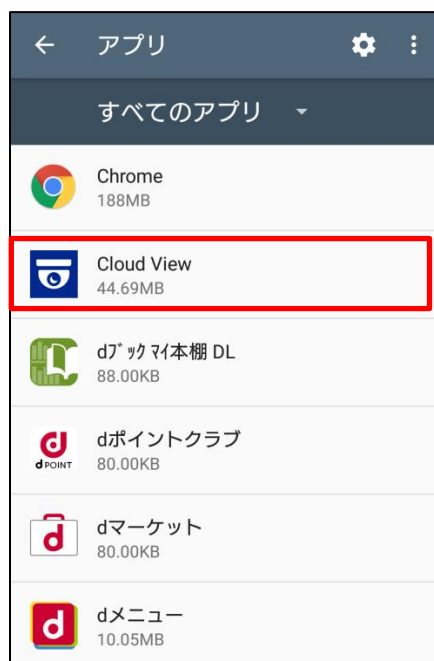 アプリ
すべてのアプリ
Chrome
188MB
Cloud View
44.69MB
dﾌﾞｯｸ ﾏｲ本棚 DL
88.00KB
dポイントクラブ
80.00KB
d POINT
dマーケット
80.00KB
dメニュー
10.05MB